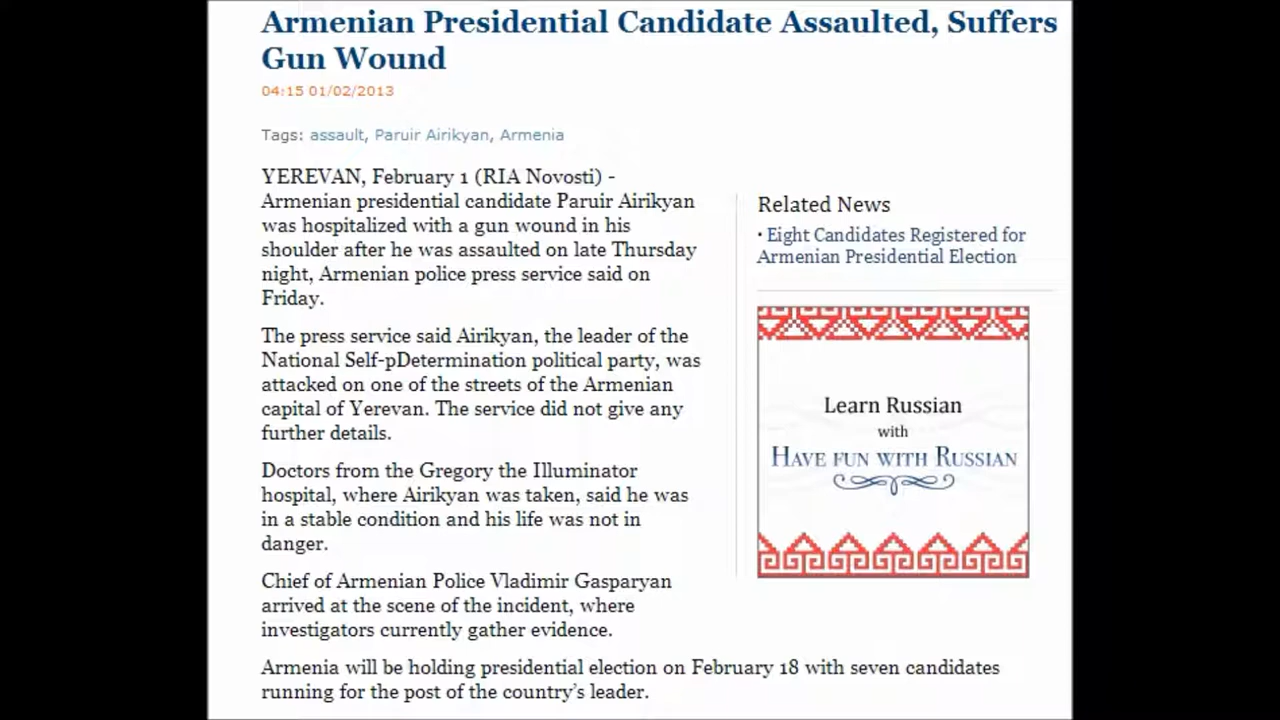 Armenian Presidential Candidate Assaulted, Suffers
Gun Wound
04:15 01/02/2013
Tags: assault, Paruir Airikyan, Armenia
YEREVAN, February 1 (RIA Novosti) -
Armenian presidential candidate Paruir Airikyan
was hospitalized with a gun wound in his
shoulder after he was assaulted on late Thursday
night, Armenian police press service said on
Friday.
The press service said Airikyan, the leader of the
National Self-pDetermination political party, was
attacked on one of the streets of the Armenian
capital of Yerevan. The service did not give any
further details.
Doctors from the Gregory the Illuminator
hospital, where Airikyan was taken, said he was
in a stable condition and his life was not in
danger.
Chief of Armenian Police Vladimir Gasparyan
arrived at the scene of the incident, where
investigators currently gather evidence.
Armenia will be holding presidential election on February 18 with seven candidates
running for the post of the country's leader.
Related News
• Eight Candidates Registered for
Armenian Presidential Election
Learn Russian
with
HAVE FUN WITH RUSSIAN